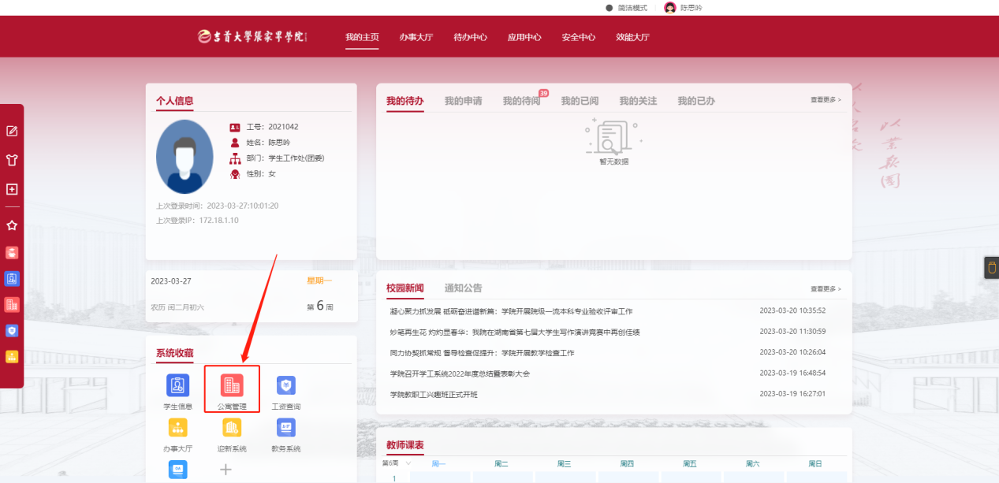 简洁模式
陈思吟
吉首大學張家界學院
我的主页 办事大厅 待办中心 应用中心 安全中心 效能大厅
个人信息
工号：2021042
姓名：陈思吟
部门：学生工作处(团委)
性别：女
上次登录时间：2023-03-27:10:01:20
上次登录IP：172.18.1.10
我的待办 我的申请 我的待阅 39 我的已阅 我的关注 我的已办 查看更多 >
暂无数据
2023-03-27 星期一
农历 闰二月初六 第 6 周
校园新闻 通知公告 查看更多 >
凝心聚力抓发展 砥砺奋进谱新篇：学院开展院级一流本科专业验收评审工作 2023-03-20 10:35:52
妙笔再生花 灼灼显春华：我院在湖南省第七届大学生写作演讲竞赛中再创佳绩 2023-03-20 11:30:59
同力协契抓常规 督导检查促提升：学院开展教学检查工作 2023-03-20 10:26:04
学院召开学工系统2022年度总结暨表彰大会 2023-03-19 16:48:54
学院教职工兴趣班正式开班 2023-03-19 16:27:01
系统收藏
学生信息 公寓管理 工资查询
办事大厅 迎新系统 教务系统
OA
教师课表
第6周 周一 周二 周三 周四 周五 周六 周日
1